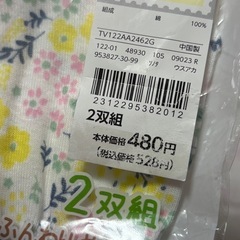 組成 綿 100%
TV122AA2462G 中国製
122-01 48930 105 09023 R
953827-30-99 ウスアカ
2312295382012
2双組
本体価格 480円
(税込価格 528円)
2双組